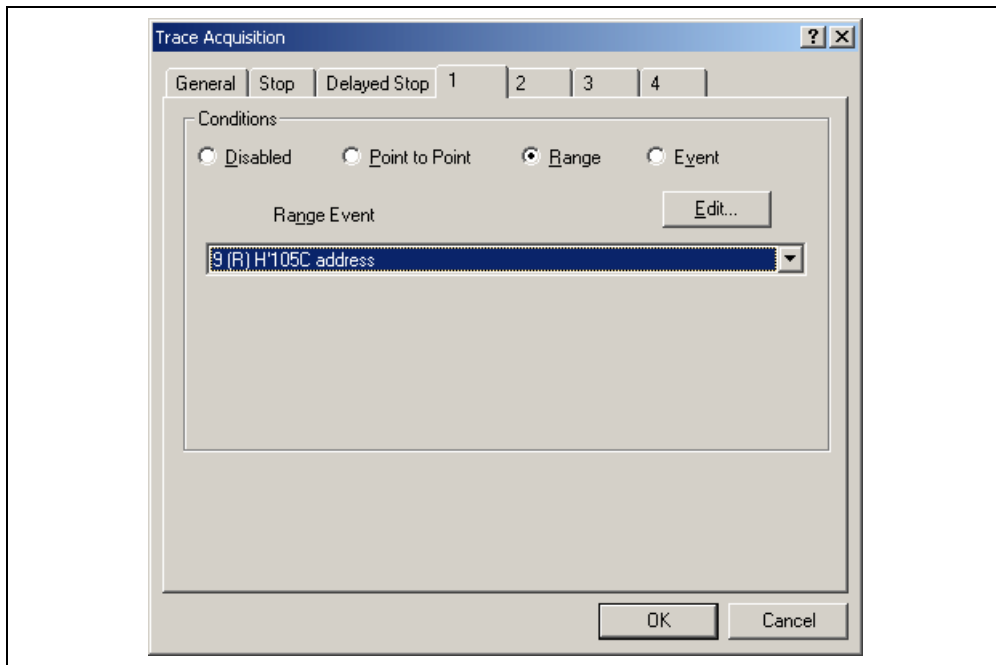 Trace Acquisition
General Stop Delayed Stop 1 2 3 4
Conditions
Disabled Point to Point Range Event
Range Event Edit...
9 (R) H'105C address
OK Cancel